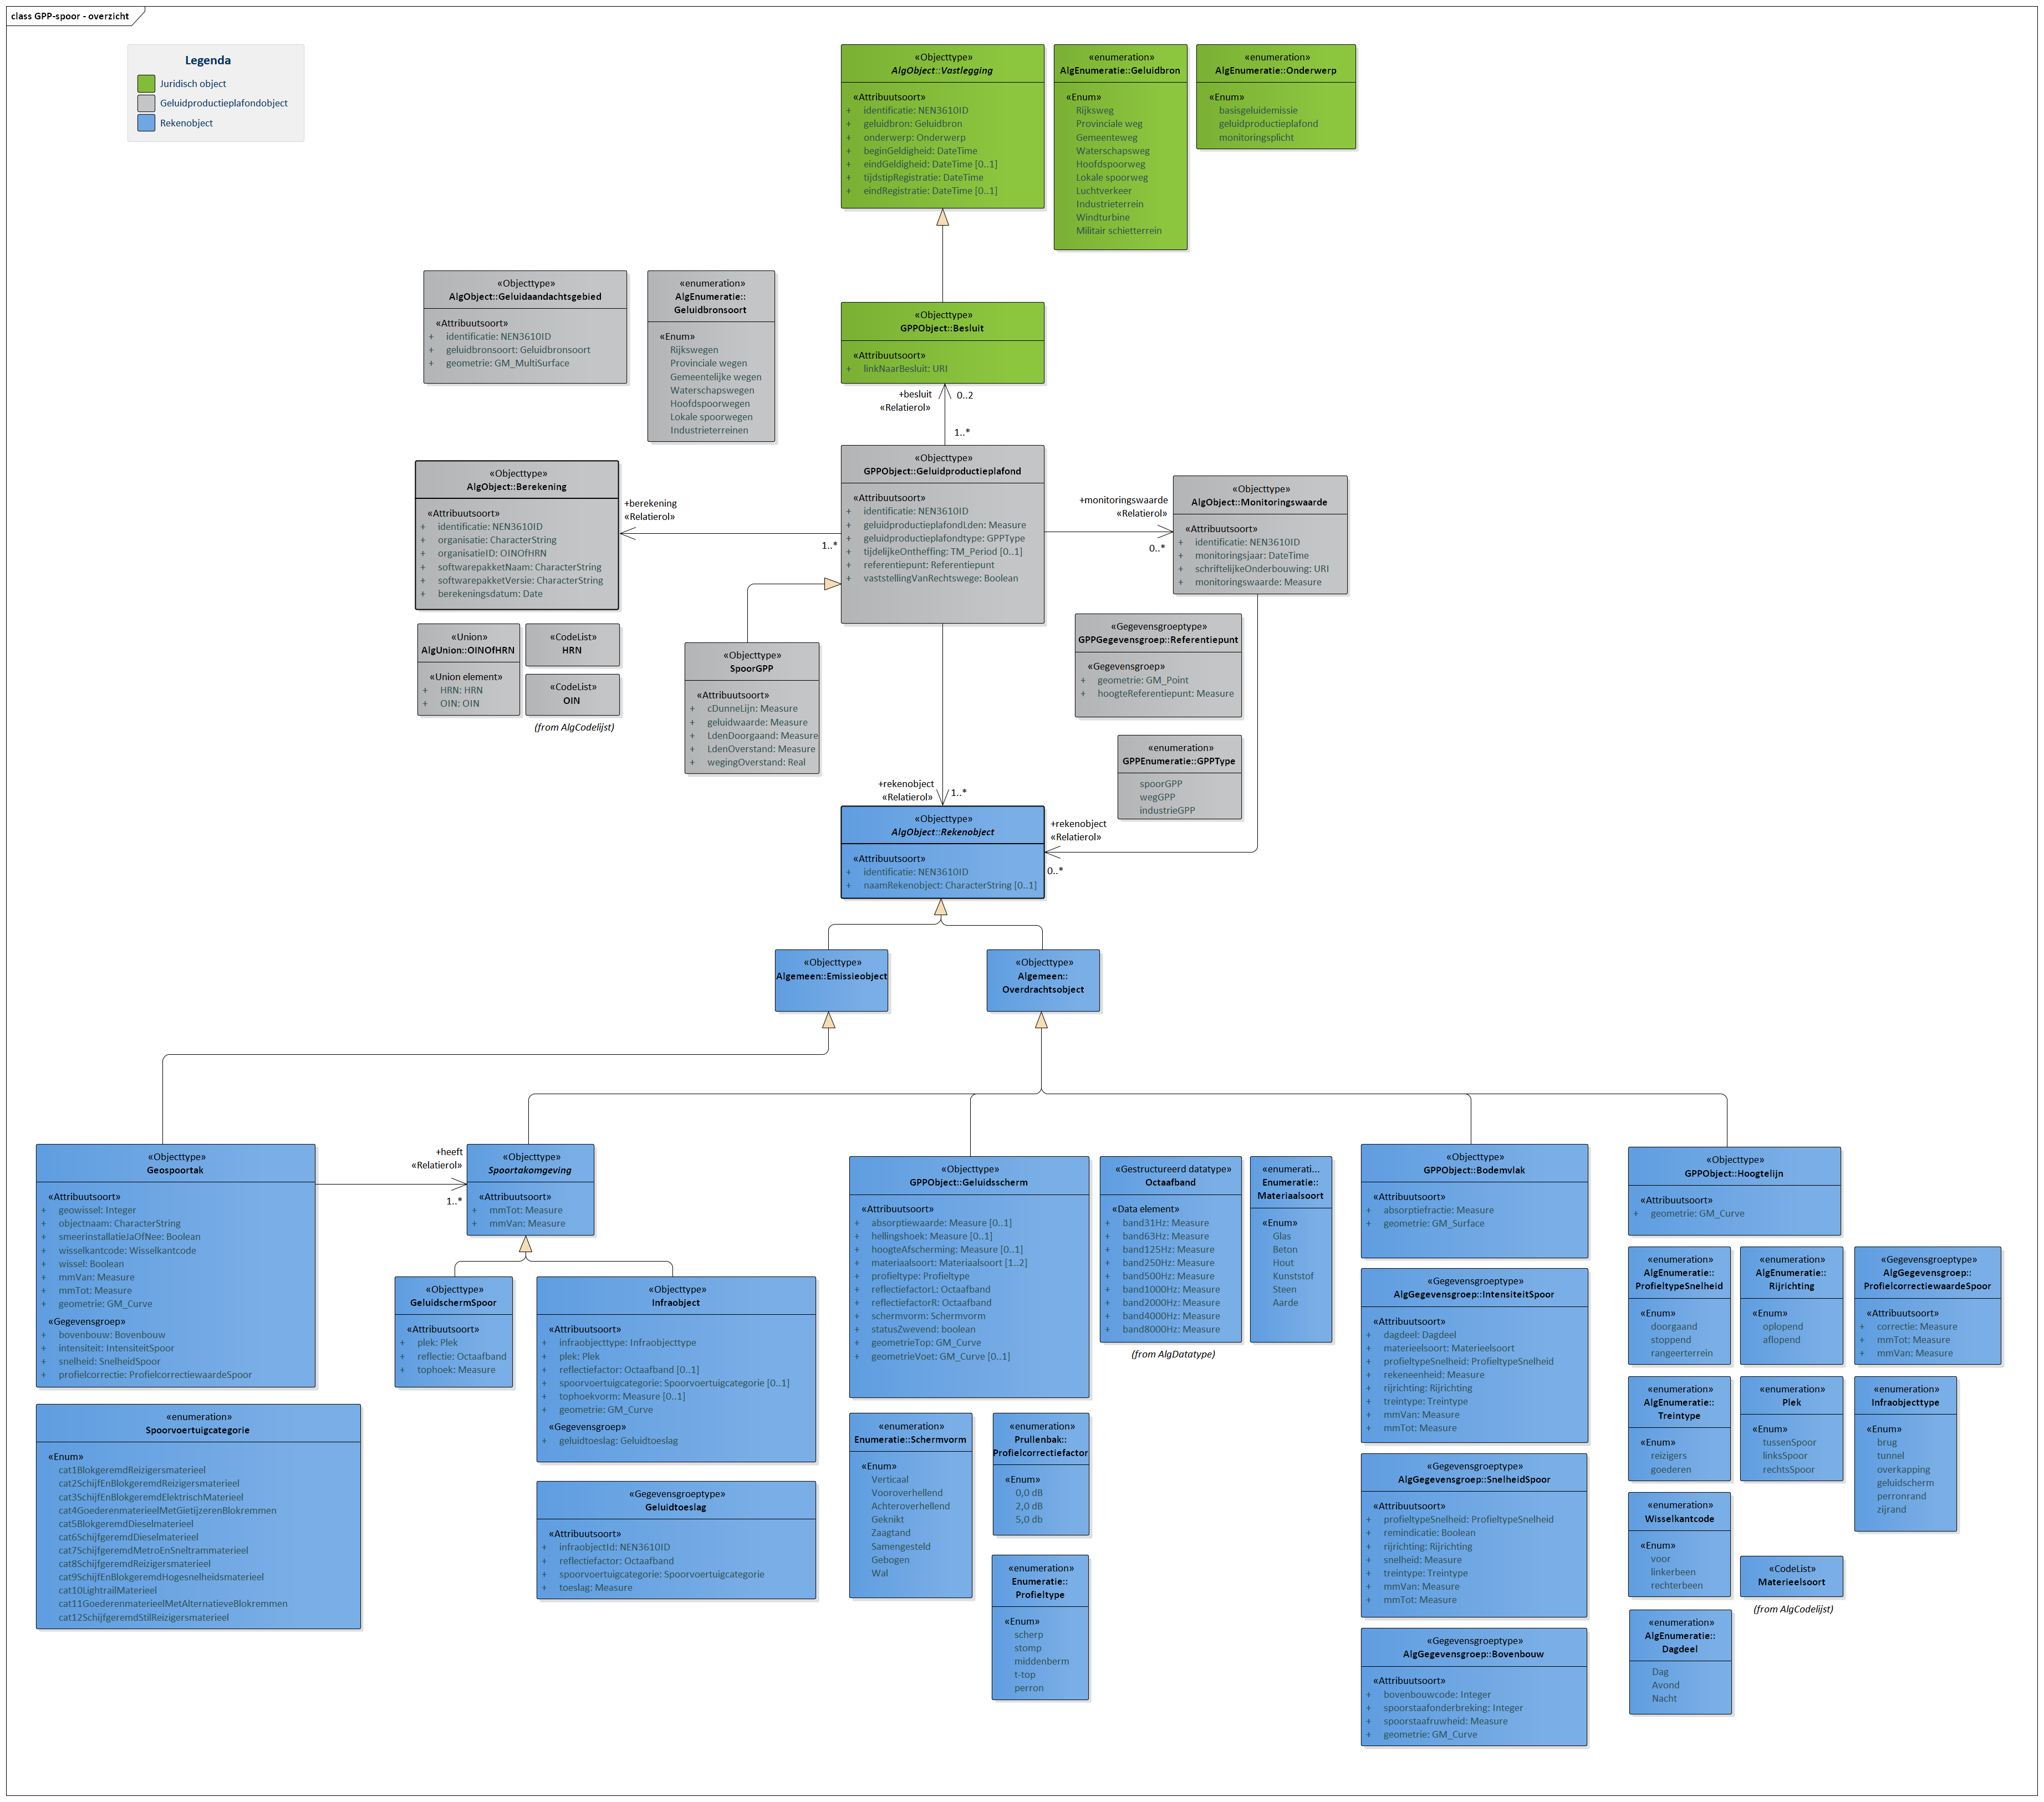 class GPP-spoor - overzicht
Legenda
Juridisch object
Geluidproductieplafondobject
Rekenobject
«Objecttype»
AlgObject::Vastlegging
«Attribuutsoort»
+ identificatie: NEN3610ID
+ geluidbron: Geluidbron
+ onderwerp: Onderwerp
+ beginGeldigheid: DateTime
+ eindGeldigheid: DateTime [0..1]
+ tijdstipRegistratie: DateTime
+ eindRegistratie: DateTime [0..1]
«enumeration»
AlgEnumeratie::Geluidbron
«Enum»
Rijksweg
Provinciale weg
Gemeenteweg
Waterschapsweg
Hoofdspoorweg
Lokale spoorweg
Luchtverkeer
Industrieterrein
Windturbine
Militair schietterrein
«enumeration»
AlgEnumeratie::Onderwerp
«Enum»
basisgeluidemissie
geluidproductieplafond
monitoringsplicht
«Objecttype»
AlgObject::Geluidaandachtsgebied
«Attribuutsoort»
+ identificatie: NEN3610ID
+ geluidbronsoort: Geluidbronsoort
+ geometrie: GM_MultiSurface
«enumeration»
AlgEnumeratie::
Geluidbronsoort
«Enum»
Rijkswegen
Provinciale wegen
Gemeentelijke wegen
Waterschapswegen
Hoofdspoorwegen
Lokale spoorwegen
Industrieterreinen
«Objecttype»
GPPObject::Besluit
«Attribuutsoort»
+ linkNaarBesluit: URI
+besluit
«Relatierol»
0..2
1..*
«Objecttype»
AlgObject::Berekening
«Attribuutsoort»
+ identificatie: NEN3610ID
+ organisatie: CharacterString
+ organisatieID: OINOfHRN
+ softwarepakketNaam: CharacterString
+ softwarepakketVersie: CharacterString
+ berekeningsdatum: Date
+berekening
«Relatierol»
1..*
«Objecttype»
GPPObject::Geluidproductieplafond
«Attribuutsoort»
+ identificatie: NEN3610ID
+ geluidproductieplafondLden: Measure
+ geluidproductieplafondtype: GPPType
+ tijdelijkeOntheffing: TM_Period [0..1]
+ referentiepunt: Referentiepunt
+ vaststellingVanRechtswege: Boolean
+monitoringswaarde
«Relatierol»
0..*
«Objecttype»
AlgObject::Monitoringswaarde
«Attribuutsoort»
+ identificatie: NEN3610ID
+ monitoringsjaar: DateTime
+ schriftelijkeOnderbouwing: URI
+ monitoringswaarde: Measure
«Union»
AlgUnion::OINOfHRN
«Union element»
+ HRN: HRN
+ OIN: OIN
«CodeList»
HRN
«CodeList»
OIN
(from AlgCodelijst)
«Objecttype»
SpoorGPP
«Attribuutsoort»
+ cDunneLijn: Measure
+ geluidwaarde: Measure
+ LdenDoorgaand: Measure
+ LdenOverstand: Measure
+ wegingOverstand: Real
«Gegevensgroeptype»
GPPGegevensgroep::Referentiepunt
«Gegevensgroep»
+ geometrie: GM_Point
+ hoogteReferentiepunt: Measure
«enumeration»
GPPEnumeratie::GPPType
spoorGPP
wegGPP
industrieGPP
+rekenobject
«Relatierol»
1..*
«Objecttype»
AlgObject::Rekenobject
«Attribuutsoort»
+ identificatie: NEN3610ID
+ naamRekenobject: CharacterString [0..1]
+rekenobject
«Relatierol»
0..*
«Objecttype»
Algemeen::Emissieobject
«Objecttype»
Algemeen::
Overdrachtsobject
«Objecttype»
Geospoortak
«Attribuutsoort»
+ geowissel: Integer
+ objectnaam: CharacterString
+ smeerinstallatieJaOfNee: Boolean
+ wisselkantcode: Wisselkantcode
+ wissel: Boolean
+ mmVan: Measure
+ mmTot: Measure
+ geometrie: GM_Curve
«Gegevensgroep»
+ bovenbouw: Bovenbouw
+ intensiteit: IntensiteitSpoor
+ snelheid: SnelheidSpoor
+ profielcorrectie: ProfielcorrectiewaardeSpoor
+heeft
«Relatierol»
1..*
«Objecttype»
Spoortakomgeving
«Attribuutsoort»
+ mmTot: Measure
+ mmVan: Measure
«Objecttype»
GeluidschermSpoor
«Attribuutsoort»
+ plek: Plek
+ reflectie: Octaafband
+ tophoek: Measure
«Objecttype»
Infraobject
«Attribuutsoort»
+ infraobjecttype: Infraobjecttype
+ plek: Plek
+ reflectiefactor: Octaafband [0..1]
+ spoorvoertuigcategorie: Spoorvoertuigcategorie [0..1]
+ tophoekvorm: Measure [0..1]
+ geometrie: GM_Curve
«Gegevensgroep»
+ geluidtoeslag: Geluidtoeslag
«enumeration»
Spoorvoertuigcategorie
«Enum»
cat1BlokgeremdReizigersmaterieel
cat2SchijfEnBlokgeremdReizigersmaterieel
cat3SchijfEnBlokgeremdElektrischMaterieel
cat4GoederenmaterieelMetGietijzerenBlokremmen
cat5BlokgeremdDieselmaterieel
cat6SchijfgeremdDieselmaterieel
cat7SchijfgeremdMetroEnSneltrammaterieel
cat8SchijfgeremdReizigersmaterieel
cat9SchijfEnBlokgeremdHogesnelheidsmaterieel
cat10LightrailMaterieel
cat11GoederenmaterieelMetAlternatieveBlokremmen
cat12SchijfgeremdStilReizigersmaterieel
«Gegevensgroeptype»
Geluidtoeslag
«Attribuutsoort»
+ infraobjectId: NEN3610ID
+ reflectiefactor: Octaafband
+ spoorvoertuigcategorie: Spoorvoertuigcategorie
+ toeslag: Measure
«Objecttype»
GPPObject::Geluidsscherm
«Attribuutsoort»
+ absorptiewaarde: Measure [0..1]
+ hellingshoek: Measure [0..1]
+ hoogteAfscherming: Measure [0..1]
+ materiaalsoort: Materiaalsoort [1..2]
+ profieltype: Profieltype
+ reflectiefactorL: Octaafband
+ reflectiefactorR: Octaafband
+ schermvorm: Schermvorm
+ statusZwevend: boolean
+ geometrieTop: GM_Curve
+ geometrieVoet: GM_Curve [0..1]
«Gestructureerd datatype»
Octaafband
«Data element»
+ band31Hz: Measure
+ band63Hz: Measure
+ band125Hz: Measure
+ band250Hz: Measure
+ band500Hz: Measure
+ band1000Hz: Measure
+ band2000Hz: Measure
+ band4000Hz: Measure
+ band8000Hz: Measure
(from AlgDatatype)
«enumerati...
Enumeratie::
Materiaalsoort
«Enum»
Glas
Beton
Hout
Kunststof
Steen
Aarde
«enumeration»
Enumeratie::Schermvorm
«Enum»
Verticaal
Vooroverhellend
Achteroverhellend
Geknikt
Zaagtand
Samengesteld
Gebogen
Wal
«enumeration»
Prullenbak::
Profielcorrectiefactor
«Enum»
0,0 dB
2,0 dB
5,0 db
«enumeration»
Enumeratie::
Profieltype
«Enum»
scherp
stomp
middenberm
t-top
perron
«Objecttype»
GPPObject::Bodemvlak
«Attribuutsoort»
+ absorptiefractie: Measure
+ geometrie: GM_Surface
«Gegevensgroeptype»
AlgGegevensgroep::IntensiteitSpoor
«Attribuutsoort»
+ dagdeel: Dagdeel
+ materieelsoort: Materieelsoort
+ profieltypeSnelheid: ProfieltypeSnelheid
+ rekeneenheid: Measure
+ rijrichting: Rijrichting
+ treintype: Treintype
+ mmVan: Measure
+ mmTot: Measure
«Gegevensgroeptype»
AlgGegevensgroep::SnelheidSpoor
«Attribuutsoort»
+ profieltypeSnelheid: ProfieltypeSnelheid
+ remindicatie: Boolean
+ rijrichting: Rijrichting
+ snelheid: Measure
+ treintype: Treintype
+ mmVan: Measure
+ mmTot: Measure
«Gegevensgroeptype»
AlgGegevensgroep::Bovenbouw
«Attribuutsoort»
+ bovenbouwcode: Integer
+ spoorstaafonderbreking: Integer
+ spoorstaafruwheid: Measure
+ geometrie: GM_Curve
«Objecttype»
GPPObject::Hoogtelijn
«Attribuutsoort»
+ geometrie: GM_Curve
«enumeration»
AlgEnumeratie::
ProfieltypeSnelheid
«Enum»
doorgaand
stoppend
rangeerterrein
«enumeration»
AlgEnumeratie::
Rijrichting
«Enum»
oplopend
aflopend
«Gegevensgroeptype»
AlgGegevensgroep::
ProfielcorrectiewaardeSpoor
«Attribuutsoort»
+ correctie: Measure
+ mmTot: Measure
+ mmVan: Measure
«enumeration»
AlgEnumeratie::
Treintype
«Enum»
reizigers
goederen
«enumeration»
Plek
«Enum»
tussenSpoor
linksSpoor
rechtsSpoor
«enumeration»
Infraobjecttype
«Enum»
brug
tunnel
overkapping
geluidscherm
perronrand
zijrand
«enumeration»
Wisselkantcode
«Enum»
voor
linkerbeen
rechterbeen
«CodeList»
Materieelsoort
(from AlgCodelijst)
«enumeration»
AlgEnumeratie::
Dagdeel
Dag
Avond
Nacht